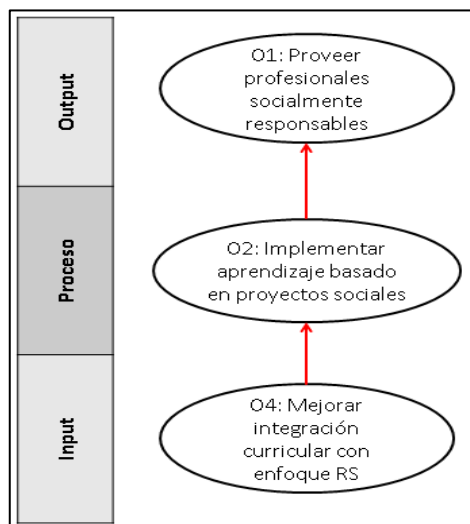 Output
O1: Proveer
profesionales
socialmente
responsables
Proceso
O2: Implementar
aprendizaje basado
en proyectos sociales
Input
O4: Mejorar
integración
curricular con
enfoque RS